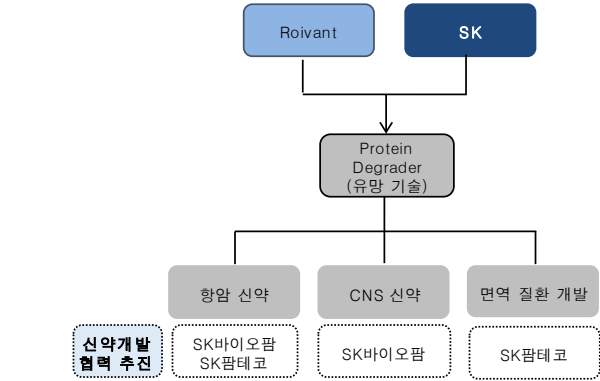 Roivant
SK
Protein
Degrader
(유망 기술)
항암 신약
CNS 신약
면역 질환 개발
신약개발
협력 추진
SK바이오팜
SK팜테코
SK바이오팜
SK팜테코